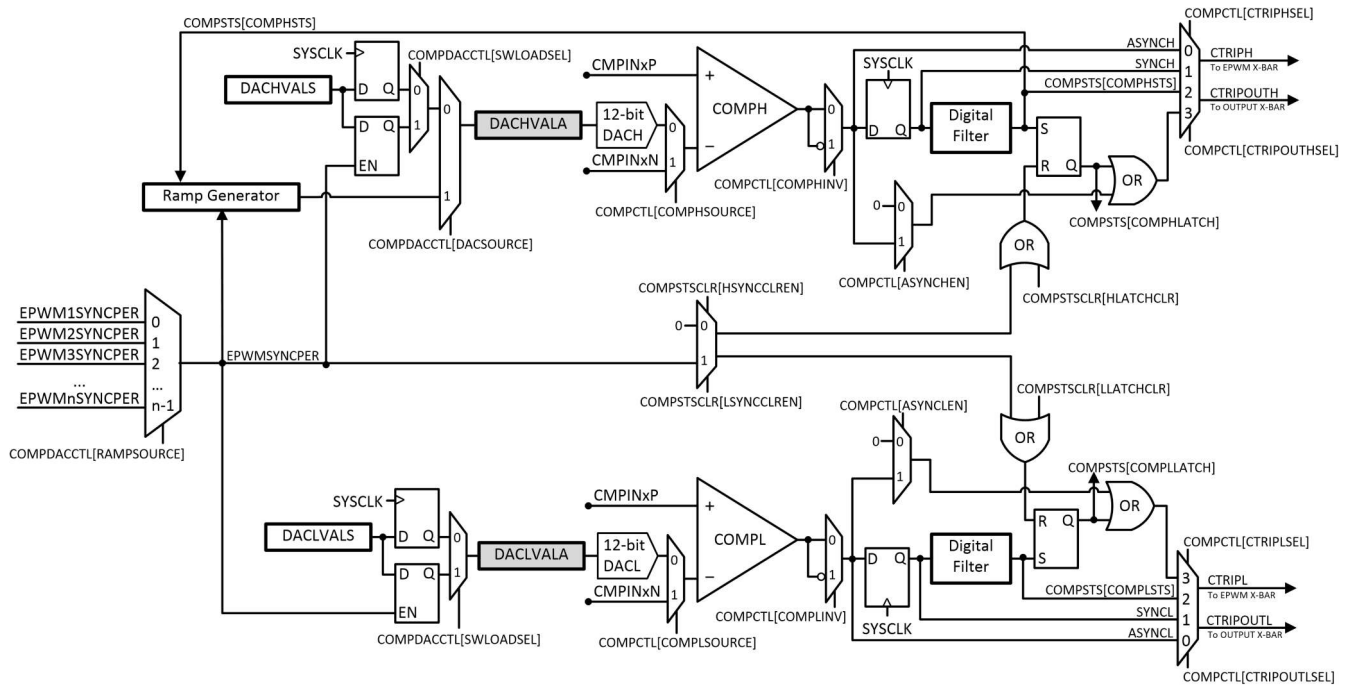 COMPSTS[COMPHSTS]
COMPCTL[CTRIPHSEL]
SYSCLK
COMPDACCTL[SWLOADSEL]
DACHVALS
D Q
0
1
D Q
EN
0
1
DACHVALA
Ramp Generator
COMPDACCTL[DACSOURCE]
CMPINxP
12-bit
DACH
CMPINxN
0
1
COMPCTL[COMPHSOURCE]
+
COMPH
–
0
1
COMPCTL[COMPHINV]
SYSCLK
D Q
Digital
Filter
ASYNCH
SYNCH
COMPSTS[COMPHSTS]
0
1
2
3
CTRIPH
To EPWM X-BAR
CTRIPOUTH
To OUTPUT X-BAR
COMPCTL[CTRIPOUTHSEL]
S
R Q
OR
COMPSTS[COMPHLATCH]
0 0
1
COMPCTL[ASYNCHEN]
OR
COMPSTSCLR[HLATCHCLR]
COMPSTSCLR[HSYNCCLREN]
0 0
1
COMPSTSCLR[LSYNCCLREN]
EPWM1SYNCPER
EPWM2SYNCPER
EPWM3SYNCPER
...
EPWMnSYNCPER
0
1
2
...
n-1
EPWMSYNCPER
COMPDACCTL[RAMPSOURCE]
COMPSTSCLR[LLATCHCLR]
OR
COMPCTL[ASYNCLEN]
0 0
1
COMPSTS[COMPLLATCH]
OR
R Q
S
SYSCLK
DACLVALS
D Q
D Q
EN
0
1
COMPDACCTL[SWLOADSEL]
DACLVALA
CMPINxP
12-bit
DACL
CMPINxN
0
1
COMPCTL[COMPLSOURCE]
+
COMPL
–
0
1
COMPCTL[COMPLINV]
D Q
SYSCLK
Digital
Filter
COMPCTL[CTRIPLSEL]
COMPSTS[COMPLSTS]
SYNCL
ASYNCL
3
2
1
0
CTRIPL
To EPWM X-BAR
CTRIPOUTL
To OUTPUT X-BAR
COMPCTL[CTRIPOUTLSEL]